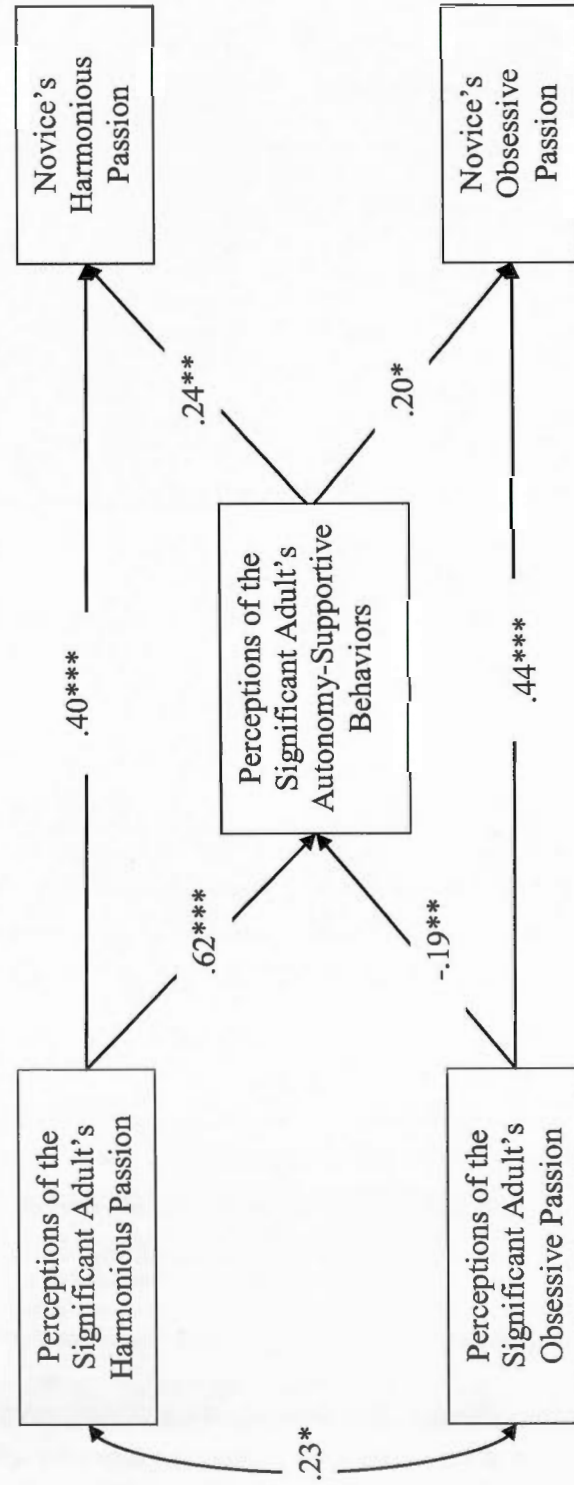 Perceptions of the
Significant Adult's
Harmonious Passion
.40***
Novice's
Harmonious
Passion
.62***
.24**
.23*
Perceptions of the
Significant Adult's
Autonomy-Supportive
Behaviors
-.19**
.20*
Perceptions of the
Significant Adult's
Obsessive Passion
.44***
Novice's
Obsessive
Passion